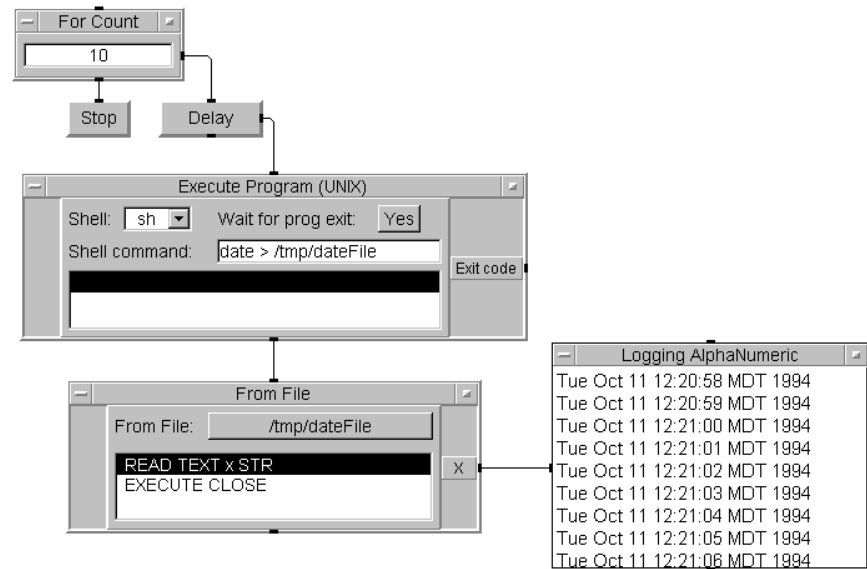 For Count
10
Stop
Delay
Execute Program (UNIX)
Shell: sh Wait for prog exit: Yes
Shell command: date > /tmp/dateFile
Exit code
From File
From File: /tmp/dateFile
READ TEXT x STR
EXECUTE CLOSE
X
Logging AlphaNumeric
Tue Oct 11 12:20:58 MDT 1994
Tue Oct 11 12:20:59 MDT 1994
Tue Oct 11 12:21:00 MDT 1994
Tue Oct 11 12:21:01 MDT 1994
Tue Oct 11 12:21:02 MDT 1994
Tue Oct 11 12:21:03 MDT 1994
Tue Oct 11 12:21:04 MDT 1994
Tue Oct 11 12:21:05 MDT 1994
Tue Oct 11 12:21:06 MDT 1994